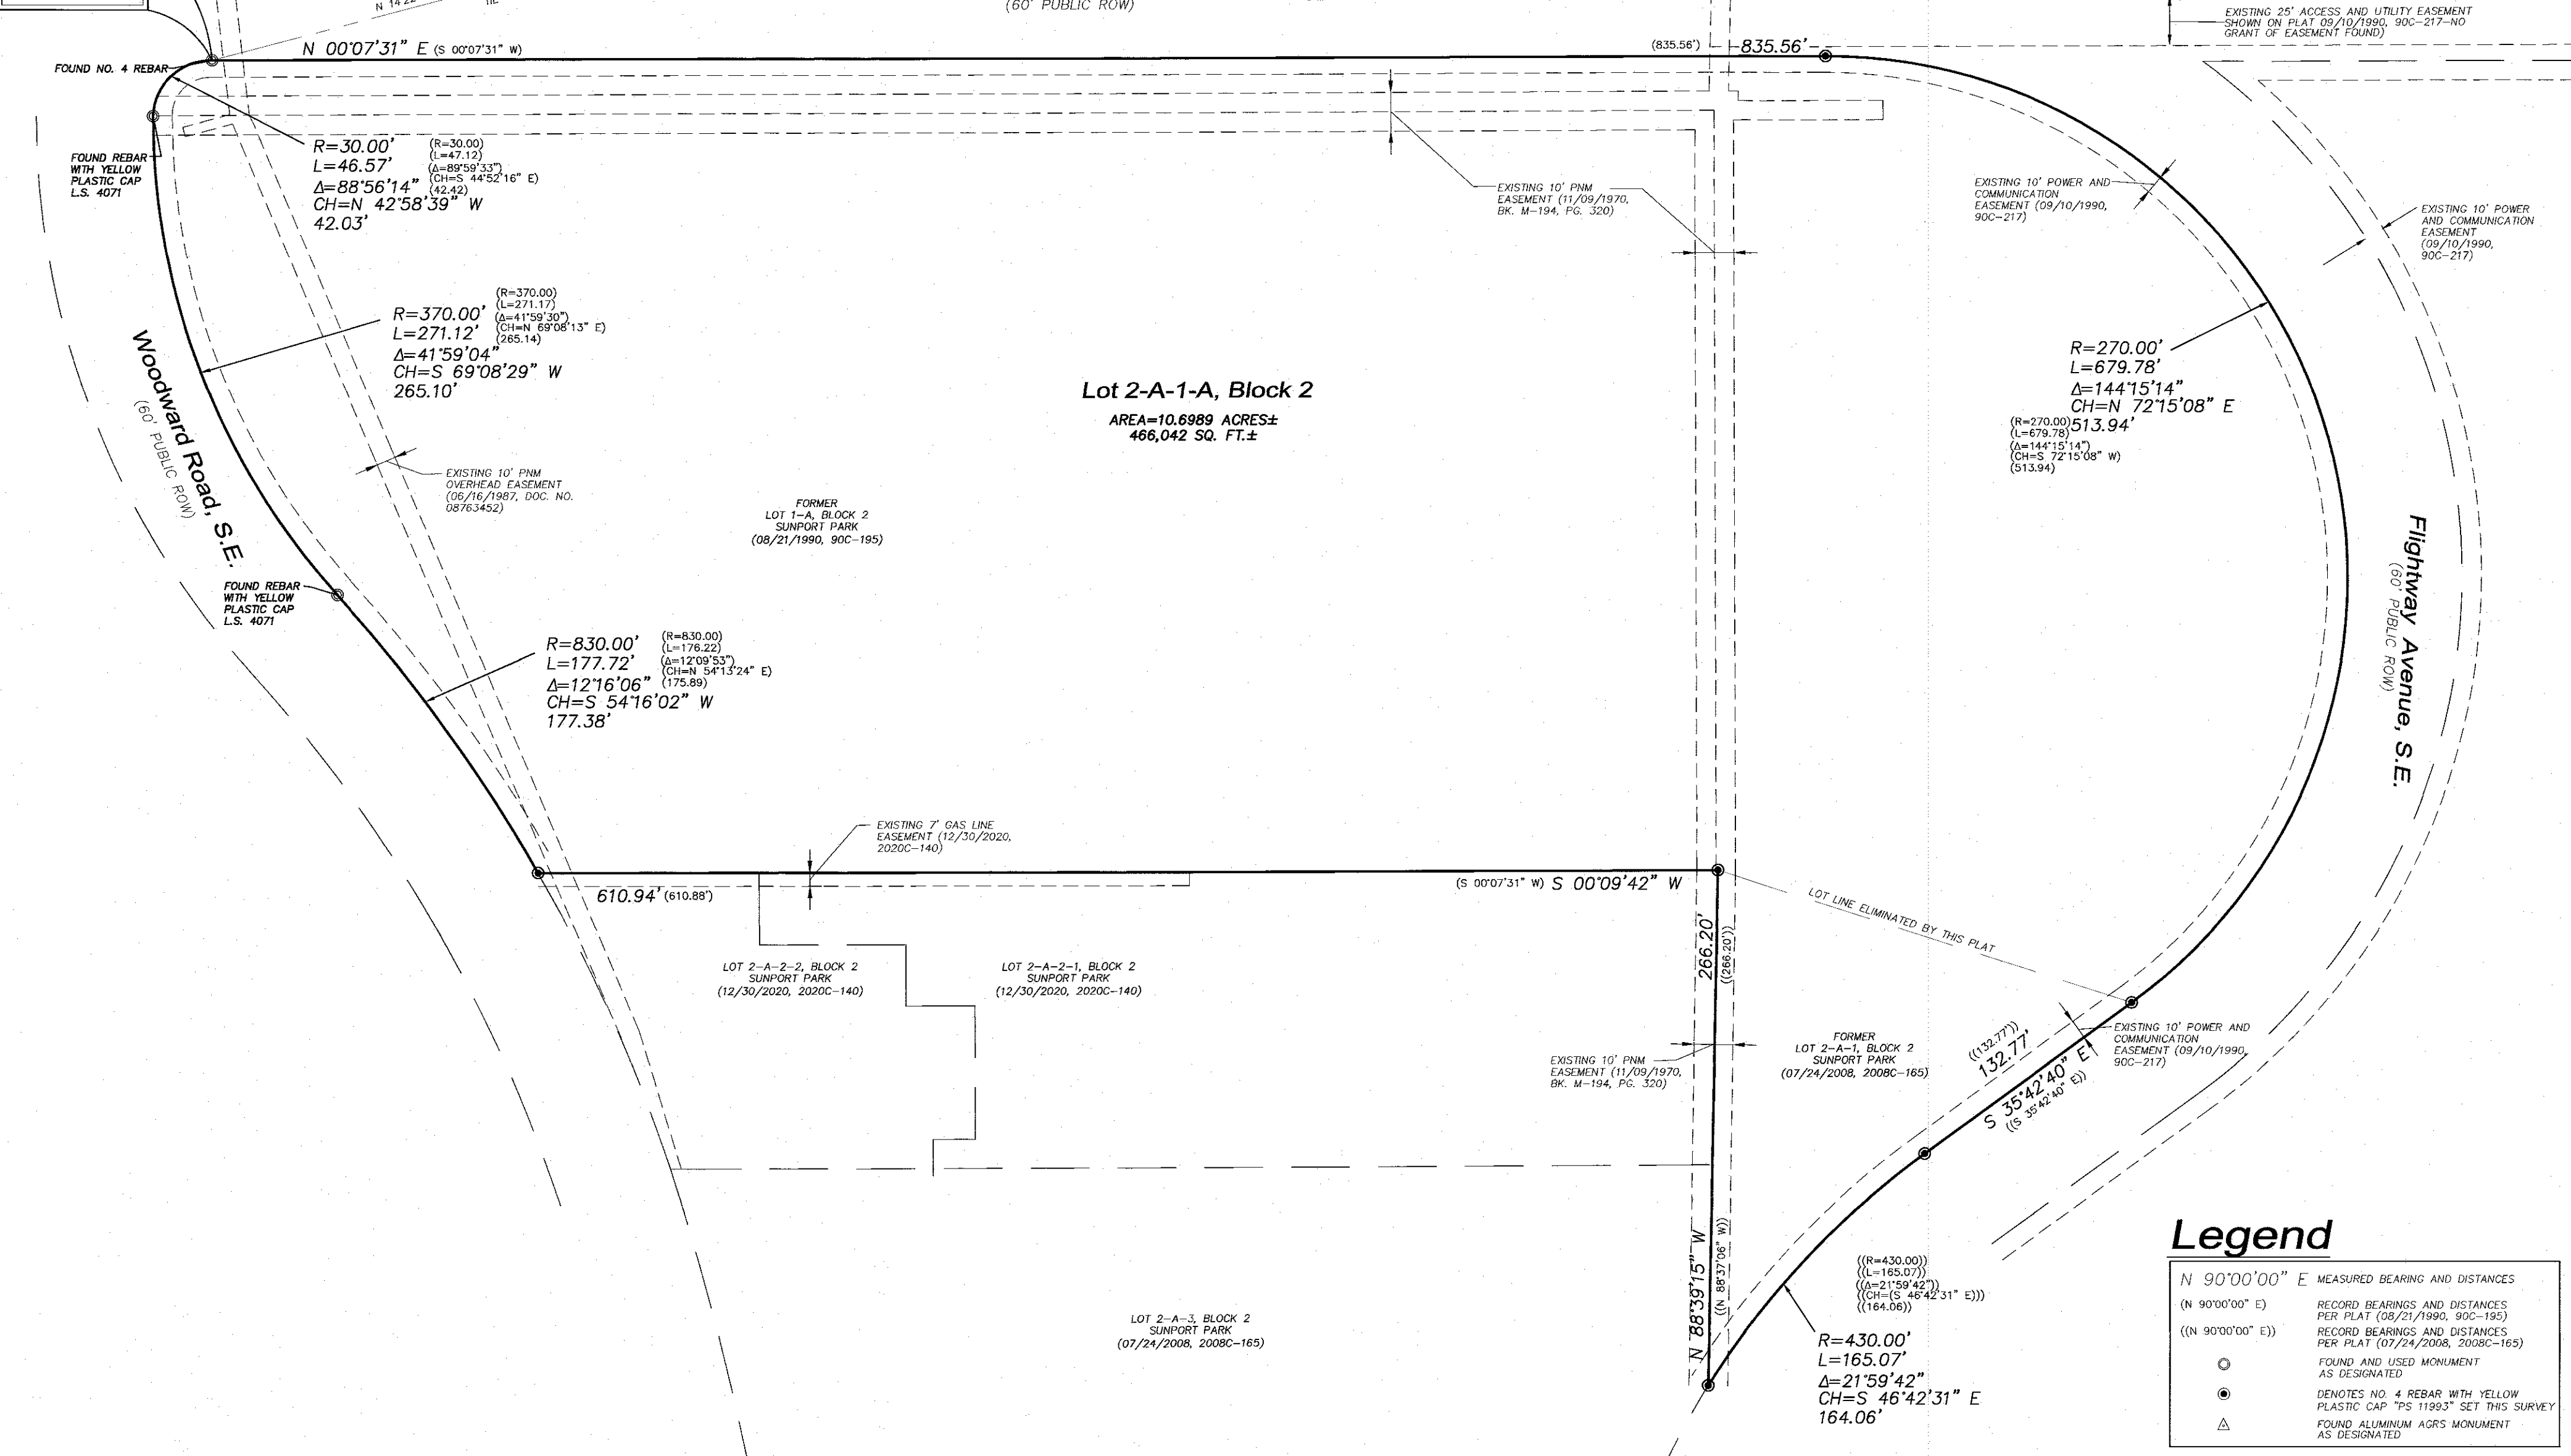 N 14°22'
(60' PUBLIC ROW)
EXISTING 25' ACCESS AND UTILITY EASEMENT
SHOWN ON PLAT 09/10/1990, 90C-217-NO
GRANT OF EASEMENT FOUND)
N 00°07'31" E (S 00°07'31" W)
(835.56') 835.56'
FOUND NO. 4 REBAR
FOUND REBAR
WITH YELLOW
PLASTIC CAP
L.S. 4071
R=30.00'
L=46.57'
Δ=88°56'14"
CH=N 42°58'39" W
42.03'
(R=30.00)
(L=47.12)
(Δ=89°59'33")
(CH=S 44°52'16" E)
(42.42)
EXISTING 10' PNM
EASEMENT (11/09/1970,
BK. M-194, PG. 320)
EXISTING 10' POWER AND
COMMUNICATION
EASEMENT (09/10/1990,
90C-217)
EXISTING 10' POWER
AND COMMUNICATION
EASEMENT
(09/10/1990,
90C-217)
R=370.00'
L=271.12'
Δ=41°59'04"
CH=S 69°08'29" W
265.10'
(R=370.00)
(L=271.17)
(Δ=41°59'30")
(CH=N 69°08'13" E)
(265.14)
Woodward Road, S.E.
(60' PUBLIC ROW)
Lot 2-A-1-A, Block 2
AREA=10.6989 ACRES±
466,042 SQ. FT.±
R=270.00'
L=679.78'
Δ=144°15'14"
CH=N 72°15'08" E
513.94'
(R=270.00)
(L=679.78)
(Δ=144°15'14")
(CH=S 72°15'08" W)
(513.94)
EXISTING 10' PNM
OVERHEAD EASEMENT
(06/16/1987, DOC. NO.
08763452)
FORMER
LOT 1-A, BLOCK 2
SUNPORT PARK
(08/21/1990, 90C-195)
Flightway Avenue, S.E.
(60' PUBLIC ROW)
FOUND REBAR
WITH YELLOW
PLASTIC CAP
L.S. 4071
R=830.00'
L=177.72'
Δ=12°16'06"
CH=S 54°16'02" W
177.38'
(R=830.00)
(L=176.22)
(Δ=12°09'53")
(CH=N 54°13'24" E)
(175.89)
EXISTING 7' GAS LINE
EASEMENT (12/30/2020,
2020C-140)
610.94' (610.88')
(S 00°07'31" W) S 00°09'42" W
LOT LINE ELIMINATED BY THIS PLAT
266.20'
((266.20'))
LOT 2-A-2-2, BLOCK 2
SUNPORT PARK
(12/30/2020, 2020C-140)
LOT 2-A-2-1, BLOCK 2
SUNPORT PARK
(12/30/2020, 2020C-140)
EXISTING 10' PNM
EASEMENT (11/09/1970,
BK. M-194, PG. 320)
FORMER
LOT 2-A-1, BLOCK 2
SUNPORT PARK
(07/24/2008, 2008C-165)
((132.77'))
132.77'
S 35°42'40" E
((S 35°42'40" E))
EXISTING 10' POWER AND
COMMUNICATION
EASEMENT (09/10/1990,
90C-217)
N 88°39'15" W
((N 88°37'06" W))
LOT 2-A-3, BLOCK 2
SUNPORT PARK
(07/24/2008, 2008C-165)
((R=430.00))
((L=165.07))
((Δ=21°59'42"))
((CH=(S 46°42'31" E)))
((164.06))
R=430.00'
L=165.07'
Δ=21°59'42"
CH=S 46°42'31" E
164.06'
Legend
N 90°00'00" E MEASURED BEARING AND DISTANCES
(N 90°00'00" E) RECORD BEARINGS AND DISTANCES
PER PLAT (08/21/1990, 90C-195)
((N 90°00'00" E)) RECORD BEARINGS AND DISTANCES
PER PLAT (07/24/2008, 2008C-165)
FOUND AND USED MONUMENT
AS DESIGNATED
DENOTES NO. 4 REBAR WITH YELLOW
PLASTIC CAP "PS 11993" SET THIS SURVEY
FOUND ALUMINUM AGRS MONUMENT
AS DESIGNATED